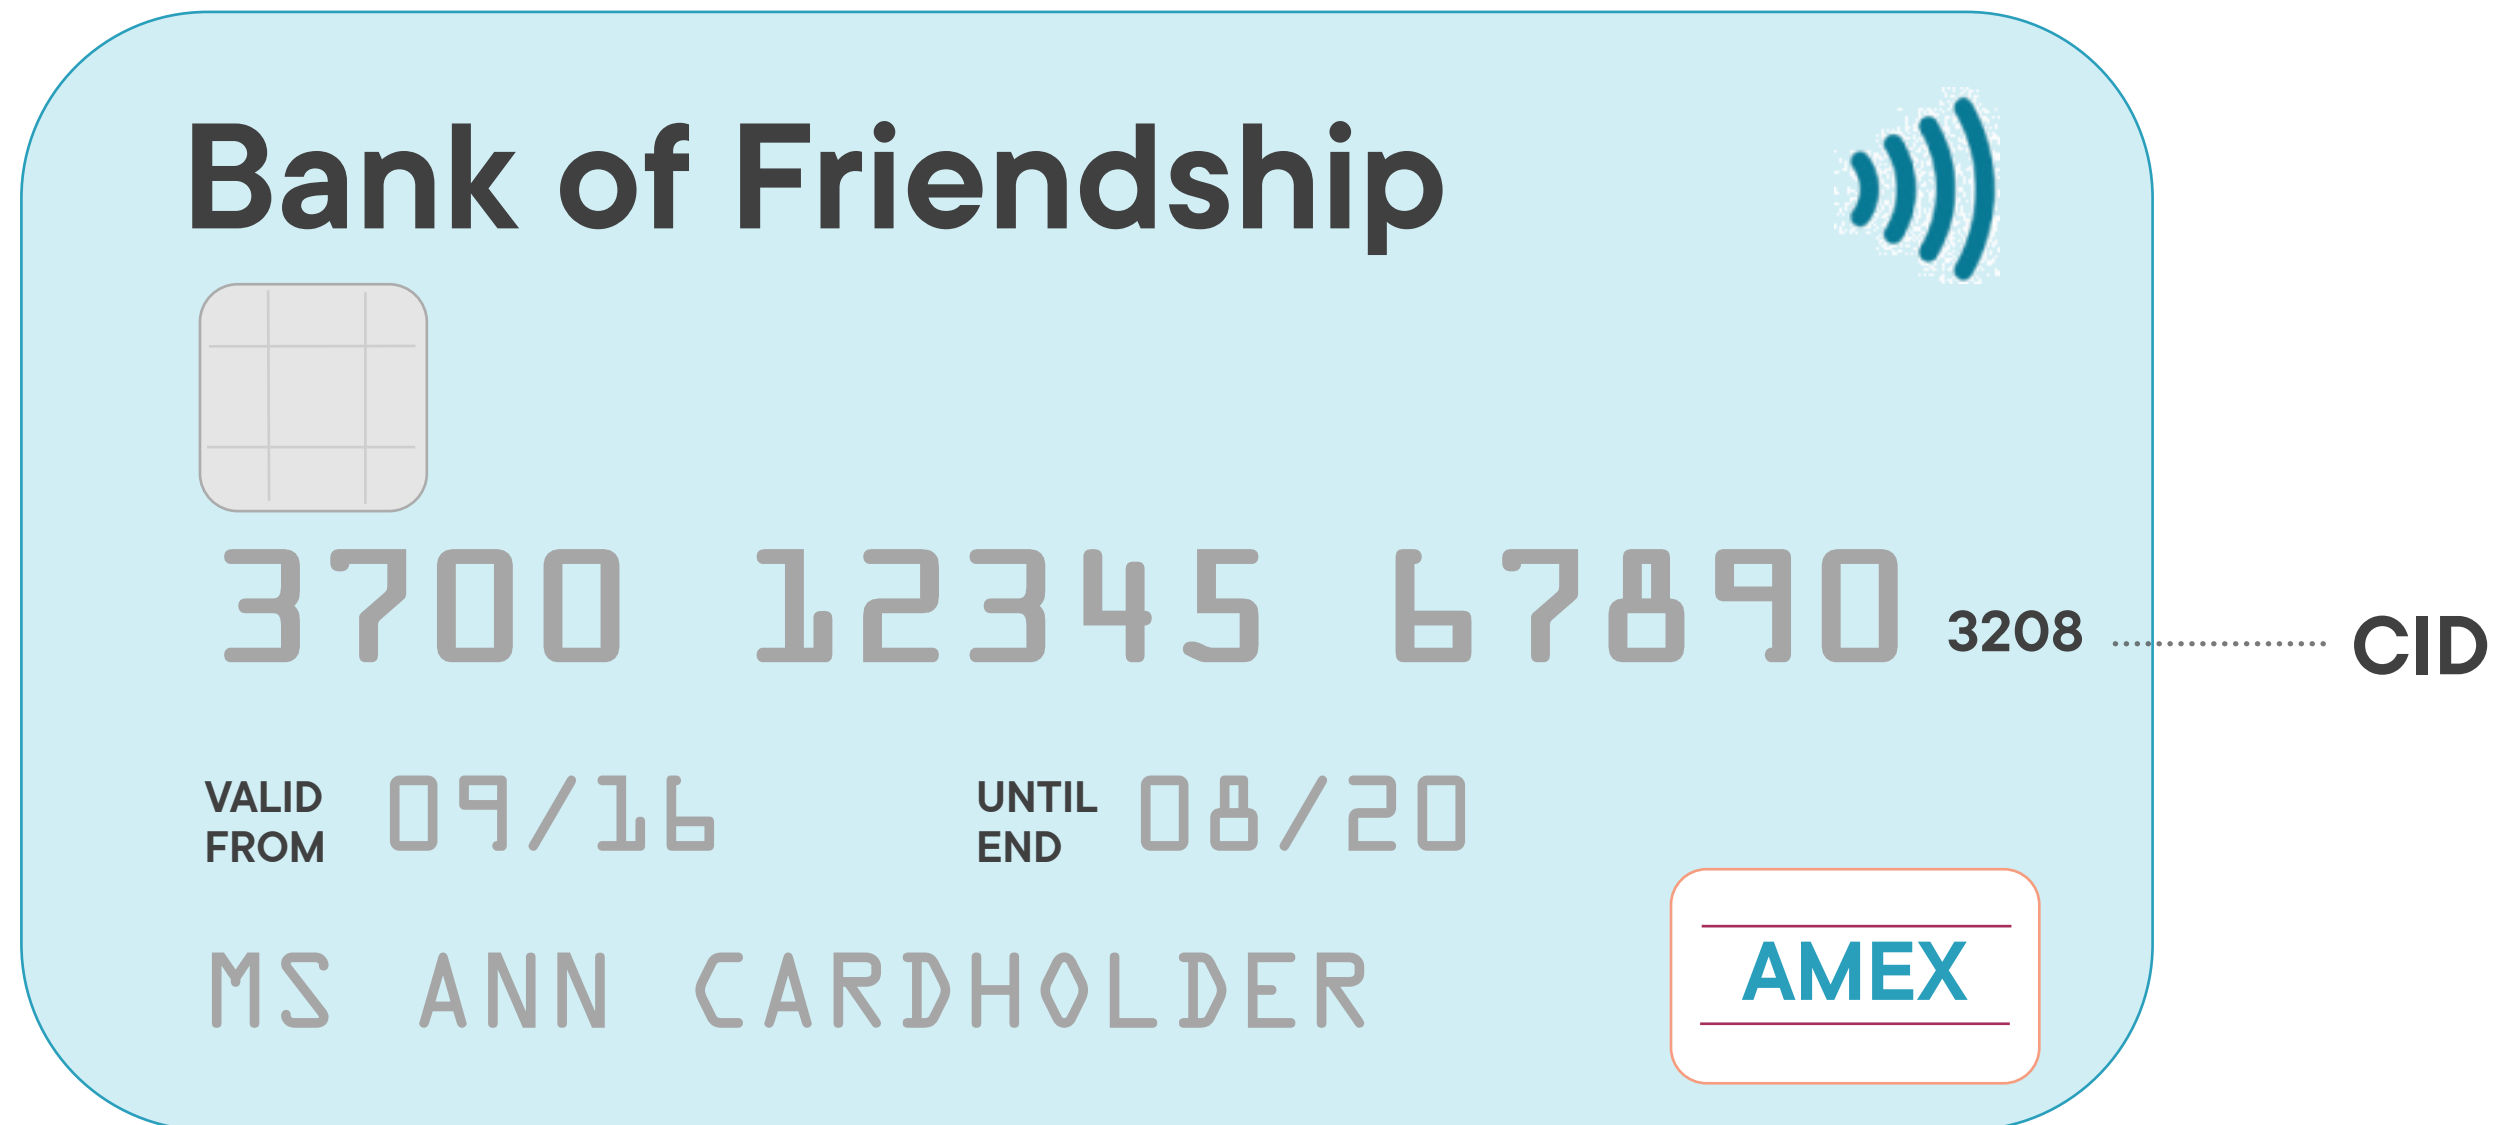 Bank of Friendship
3700 12345 67890 3208 CID
VALID FROM 09/16 UNTIL END 08/20
MS ANN CARDHOLDER
AMEX